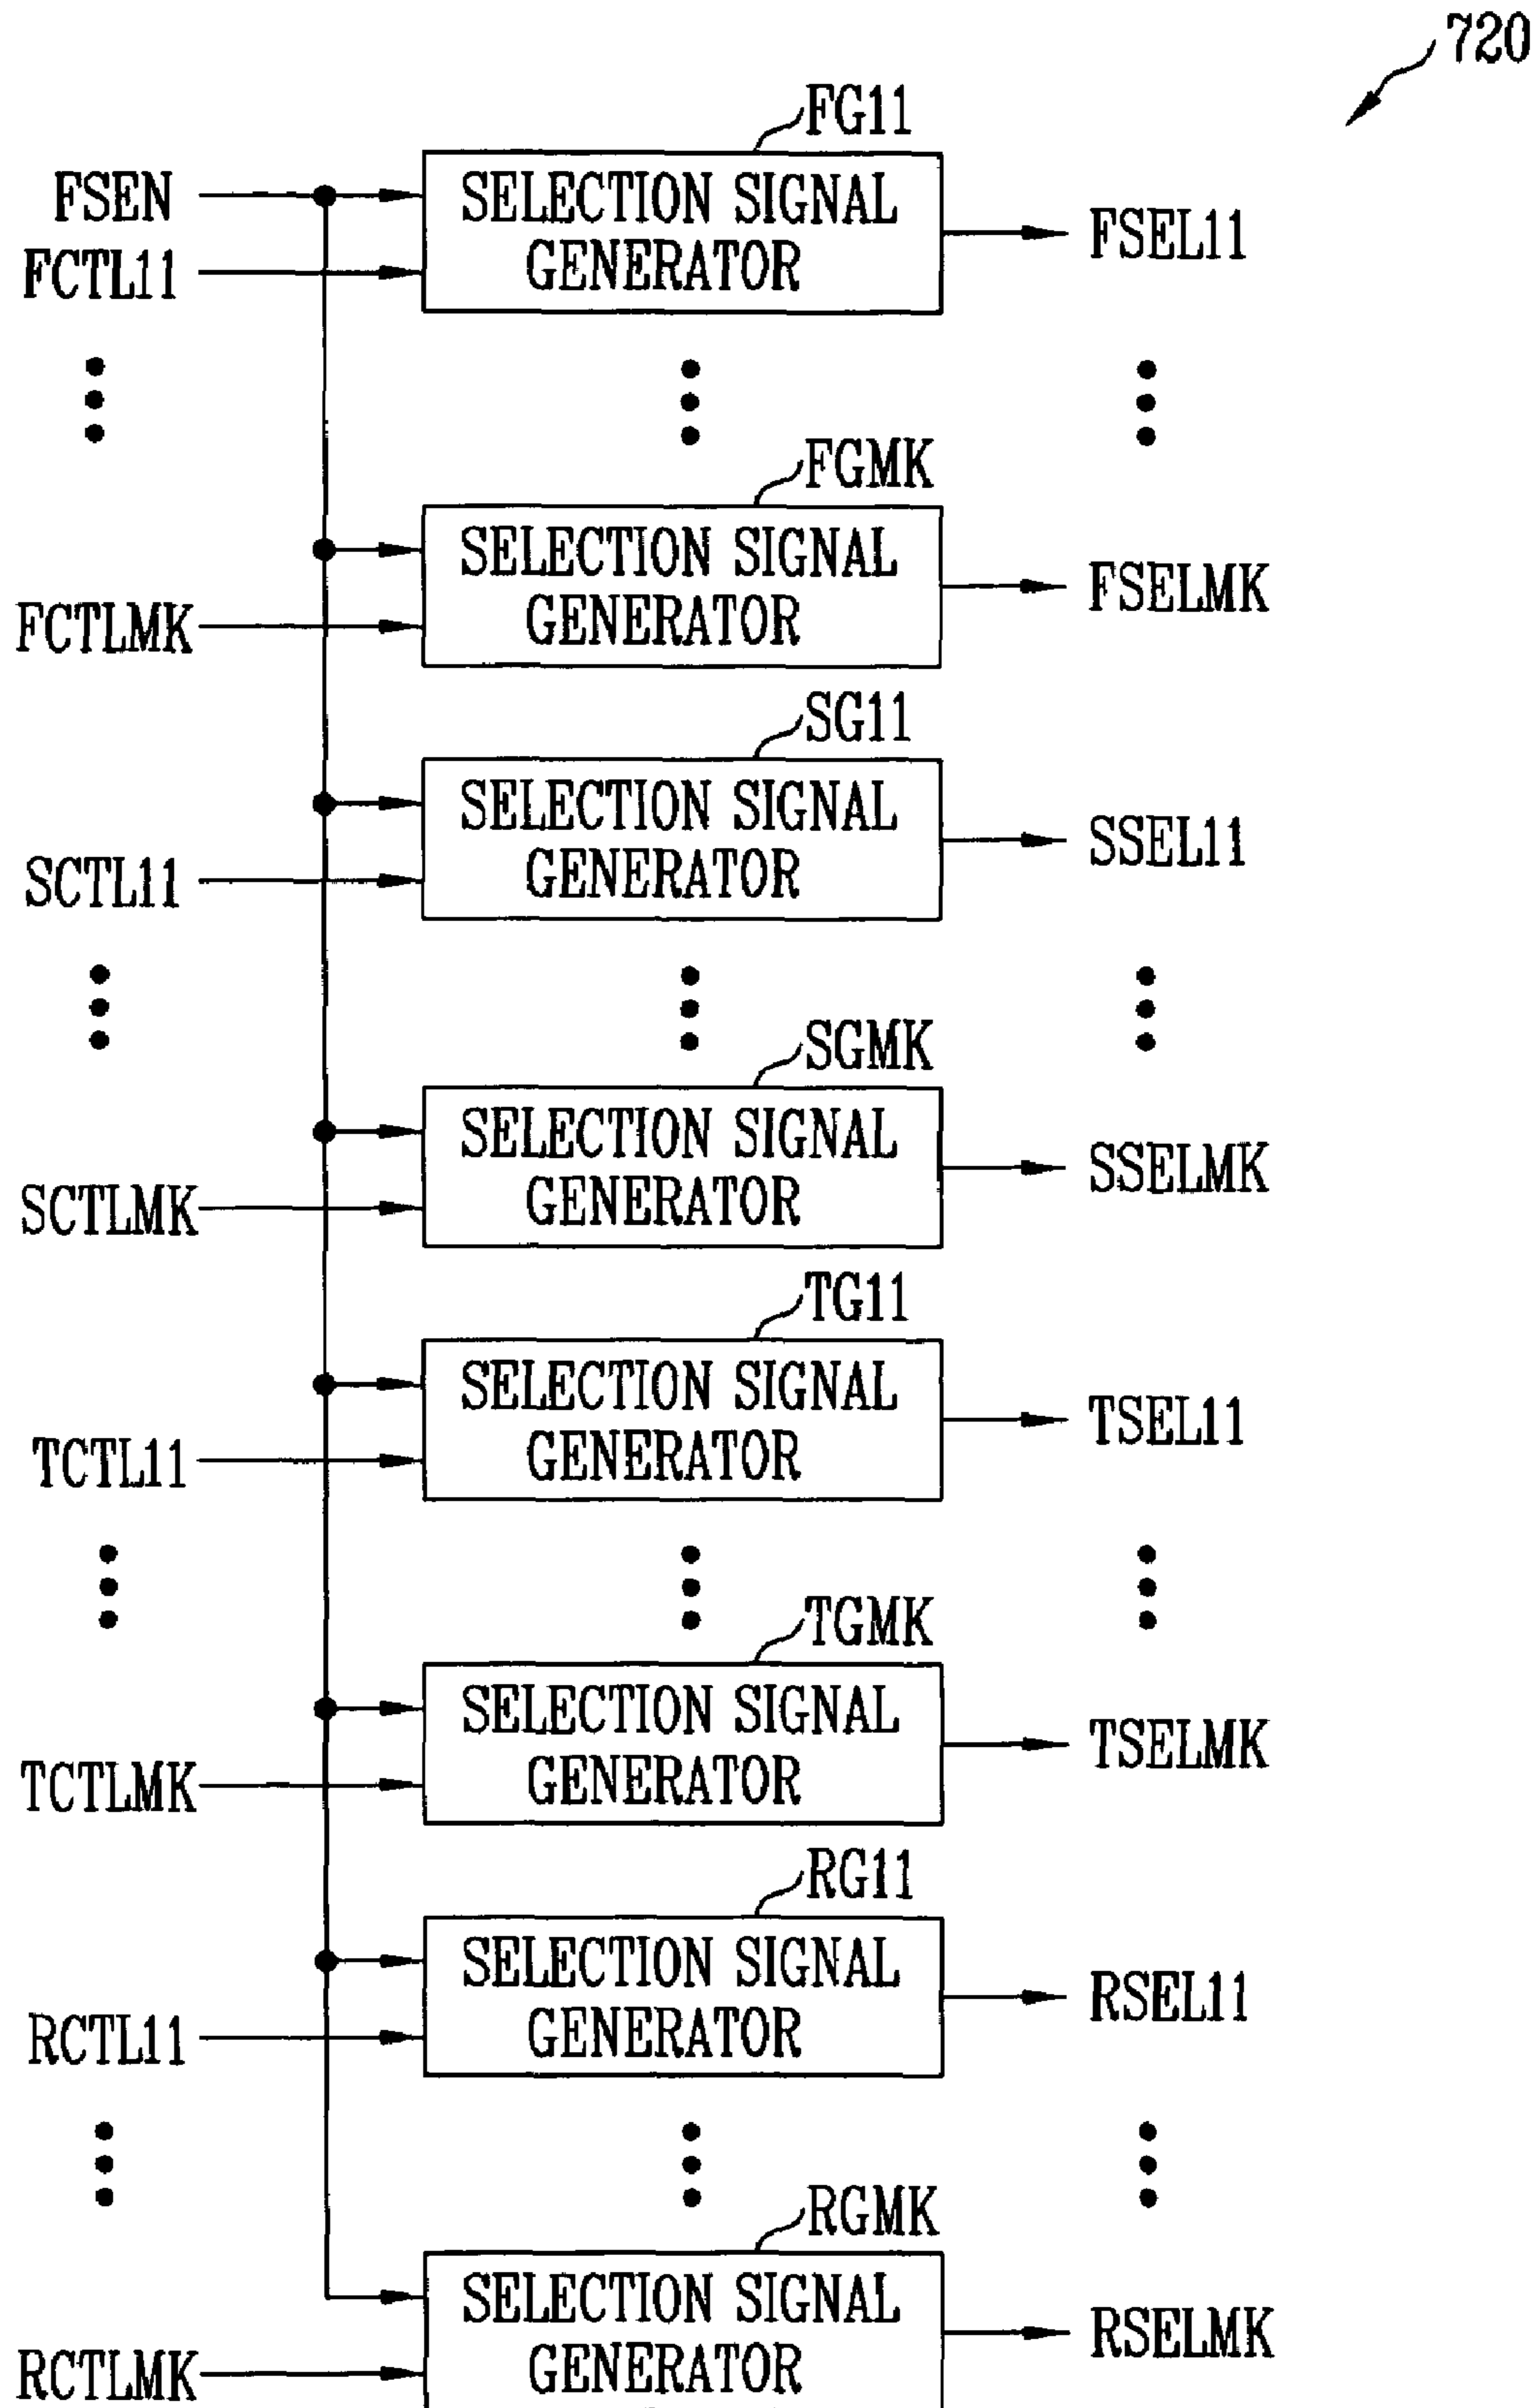 720
FG11
FSEN
SELECTION SIGNAL
GENERATOR
FCTL11
FSEL11
FGMK
SELECTION SIGNAL
GENERATOR
FCTLMK
FSELMK
SG11
SELECTION SIGNAL
GENERATOR
SCTL11
SSEL11
SGMK
SELECTION SIGNAL
GENERATOR
SCTLMK
SSELMK
TG11
SELECTION SIGNAL
GENERATOR
TCTL11
TSEL11
TGMK
SELECTION SIGNAL
GENERATOR
TCTLMK
TSELMK
RG11
SELECTION SIGNAL
GENERATOR
RCTL11
RSEL11
RGMK
SELECTION SIGNAL
GENERATOR
RCTLMK
RSELMK